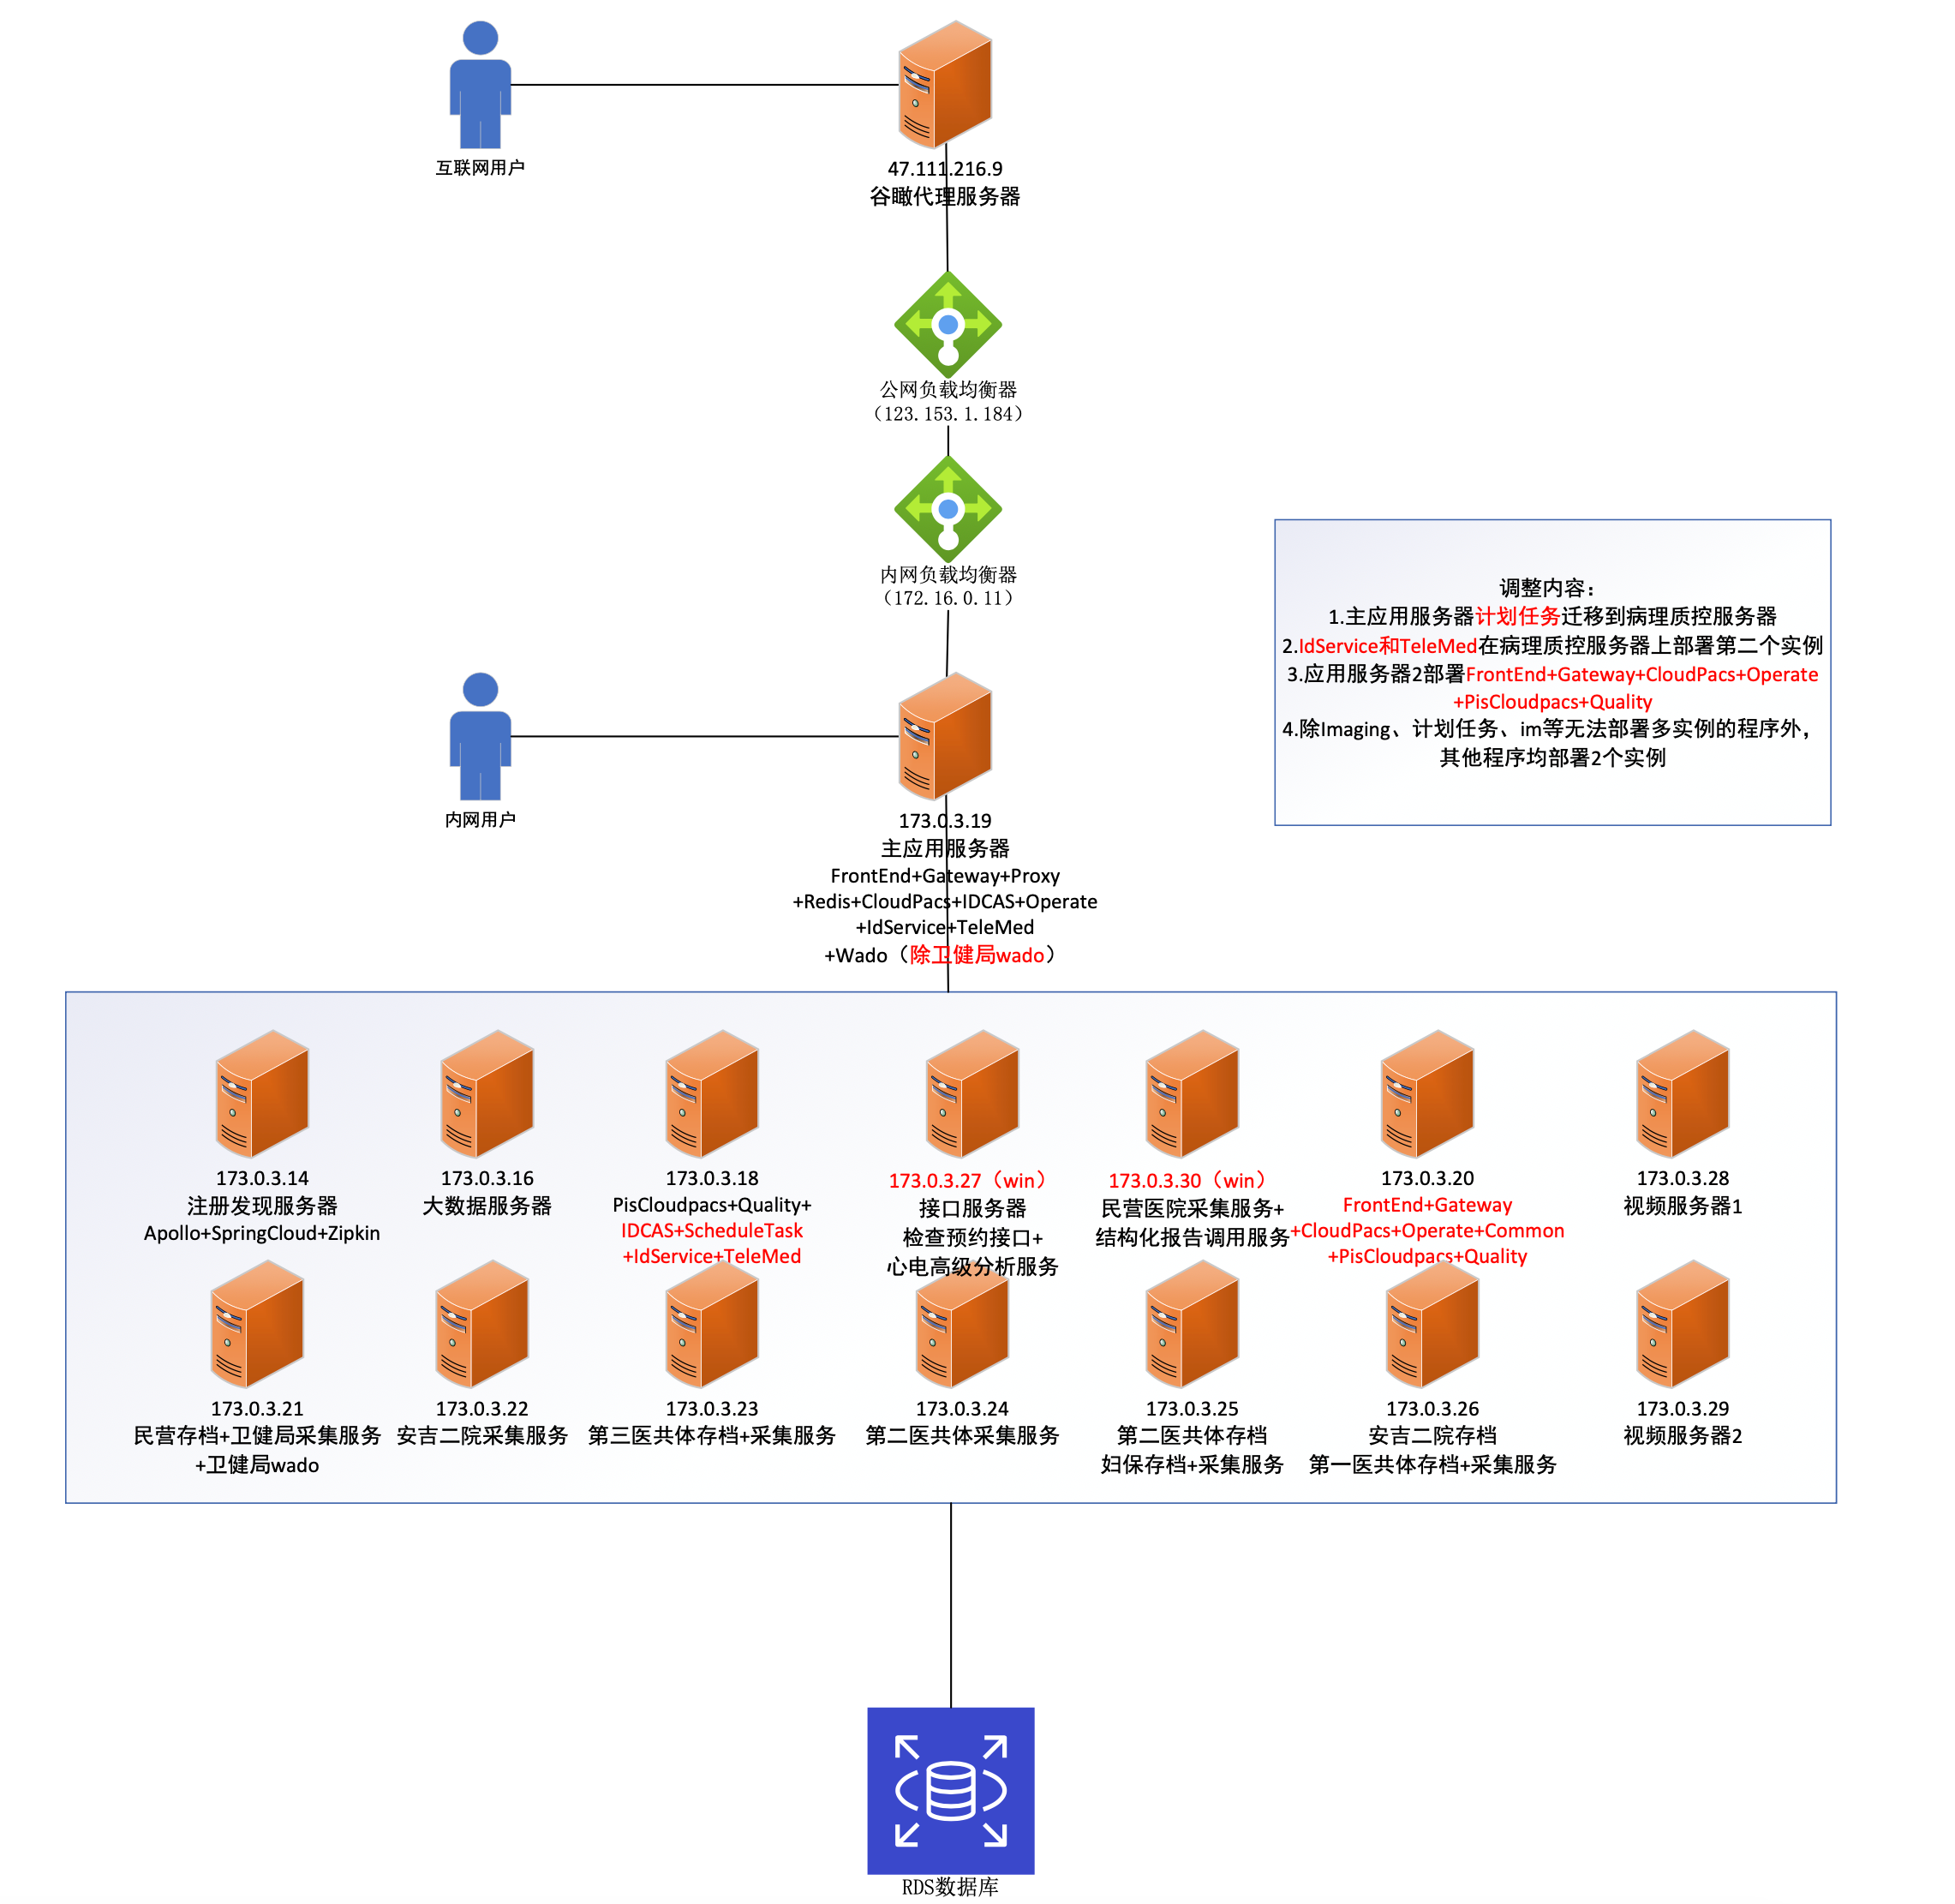 互联网用户
47.111.216.9
谷瞰代理服务器
公网负载均衡器
（123.153.1.184）
内网负载均衡器
（172.16.0.11）
调整内容：
1.主应用服务器计划任务迁移到病理质控服务器
2.IdService和TeleMed在病理质控服务器上部署第二个实例
3.应用服务器2部署FrontEnd+Gateway+CloudPacs+Operate
+PisCloudpacs+Quality
4.除Imaging、计划任务、im等无法部署多实例的程序外，
其他程序均部署2个实例
内网用户
173.0.3.19
主应用服务器
FrontEnd+Gateway+Proxy
+Redis+CloudPacs+IDCAS+Operate
+IdService+TeleMed
+Wado（除卫健局wado）
173.0.3.14
注册发现服务器
Apollo+SpringCloud+Zipkin
173.0.3.16
大数据服务器
173.0.3.18
PisCloudpacs+Quality+
IDCAS+ScheduleTask
+IdService+TeleMed
173.0.3.27（win）
接口服务器
检查预约接口+
心电高级分析服务
173.0.3.30（win）
民营医院采集服务+
结构化报告调用服务
173.0.3.20
FrontEnd+Gateway
+CloudPacs+Operate+Common
+PisCloudpacs+Quality
173.0.3.28
视频服务器1
173.0.3.21
民营存档+卫健局采集服务
+卫健局wado
173.0.3.22
安吉二院采集服务
173.0.3.23
第三医共体存档+采集服务
173.0.3.24
第二医共体采集服务
173.0.3.25
第二医共体存档
妇保存档+采集服务
173.0.3.26
安吉二院存档
第一医共体存档+采集服务
173.0.3.29
视频服务器2
RDS数据库